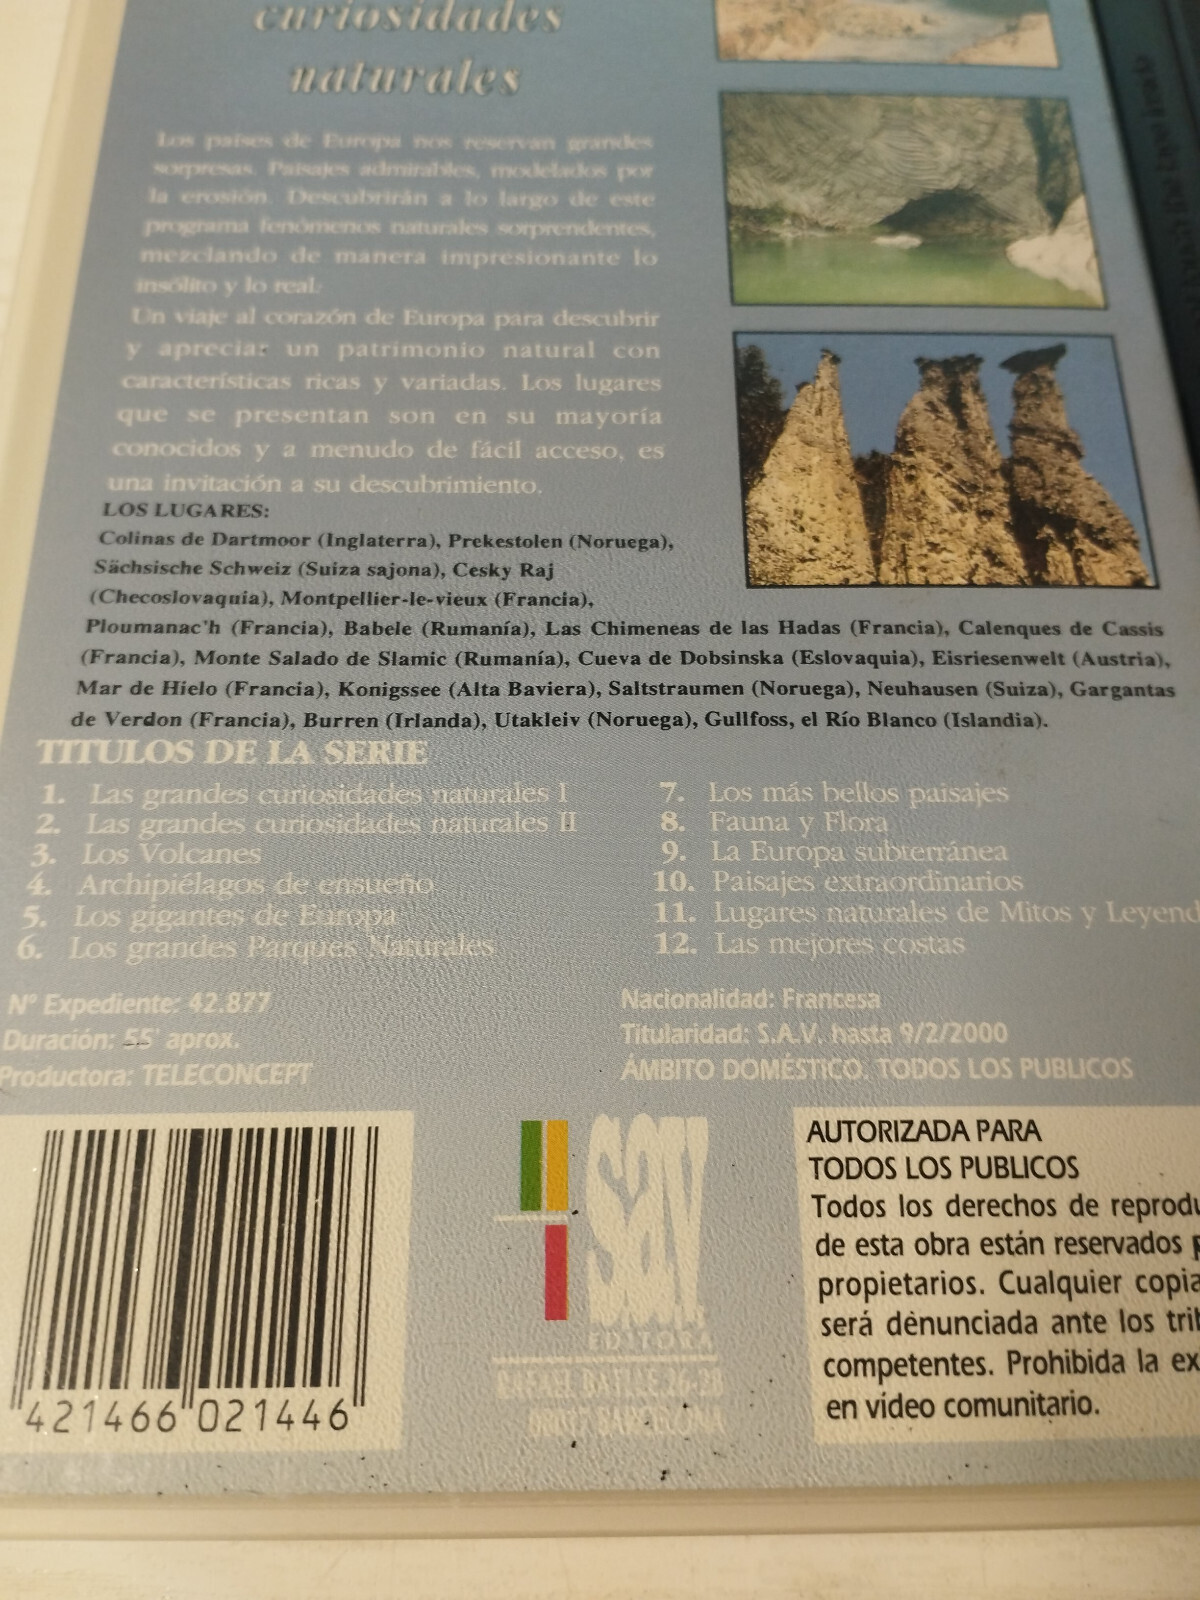 curiosidades
naturales
Los países de Europa nos reservan grandes
sorpresas. Paisajes admirables, modelados por
la erosión. Descubrirán a lo largo de este
programa fenómenos naturales sorprendentes,
mezclando de manera impresionante lo
insólito y lo real.
Un viaje al corazón de Europa para descubrir
y apreciar un patrimonio natural con
características ricas y variadas. Los lugares
que se presentan son en su mayoría
conocidos y a menudo de fácil acceso, es
una invitación a su descubrimiento.
LOS LUGARES:
Colinas de Dartmoor (Inglaterra), Prekestolen (Noruega),
Sächsische Schweiz (Suiza sajona), Cesky Raj
(Checoslovaquia), Montpellier-le-vieux (Francia),
Ploumanac'h (Francia), Babele (Rumanía), Las Chimeneas de las Hadas (Francia), Calenques de Cassis
(Francia), Monte Salado de Slamic (Rumanía), Cueva de Dobsinska (Eslovaquia), Eisriesenwelt (Austria),
Mar de Hielo (Francia), Konigssee (Alta Baviera), Saltstraumen (Noruega), Neuhausen (Suiza), Gargantas
de Verdon (Francia), Burren (Irlanda), Utakleiv (Noruega), Gullfoss, el Río Blanco (Islandia).
TITULOS DE LA SERIE
1. Las grandes curiosidades naturales I
2. Las grandes curiosidades naturales II
3. Los Volcanes
4. Archipiélagos de ensueño
5. Los gigantes de Europa
6. Los grandes Parques Naturales
7. Los más bellos paisajes
8. Fauna y Flora
9. La Europa subterránea
10. Paisajes extraordinarios
11. Lugares naturales de Mitos y Leyend
12. Las mejores costas
Nº Expediente: 42.877
Duración: 55' aprox.
Productora: TELECONCEPT
Nacionalidad: Francesa
Titularidad: S.A.V. hasta 9/2/2000
ÁMBITO DOMÉSTICO. TODOS LOS PUBLICOS
421466 021446
sav
EDITORA
RAFAEL BATLLE, 26-28
BARCELONA
AUTORIZADA PARA
TODOS LOS PUBLICOS
Todos los derechos de reprodu
de esta obra están reservados p
propietarios. Cualquier copia
será denunciada ante los trib
competentes. Prohibida la ex
en vídeo comunitario.